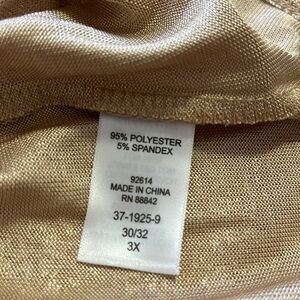 95% POLYESTER
5% SPANDEX
92614
MADE IN CHINA
RN 88842
37-1925-9
30/32
3X